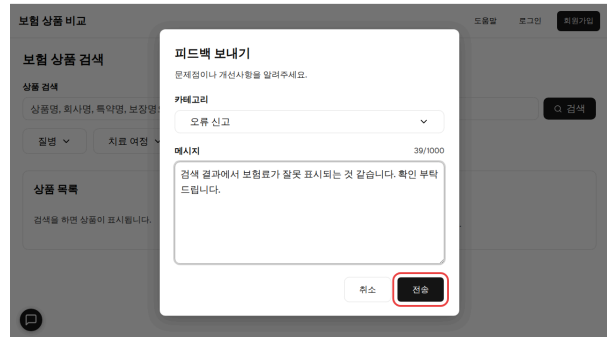 보험 상품 비교
도움말
로그인
회원가입
보험 상품 검색
상품 검색
상품명, 회사명, 특약명, 보장명
검색
질병
치료 여정
상품 목록
검색을 하면 상품이 표시됩니다.
피드백 보내기
문제점이나 개선사항을 알려주세요.
카테고리
오류 신고
메시지
39/1000
검색 결과에서 보험료가 잘못 표시되는 것 같습니다. 확인 부탁
드립니다.
취소
전송